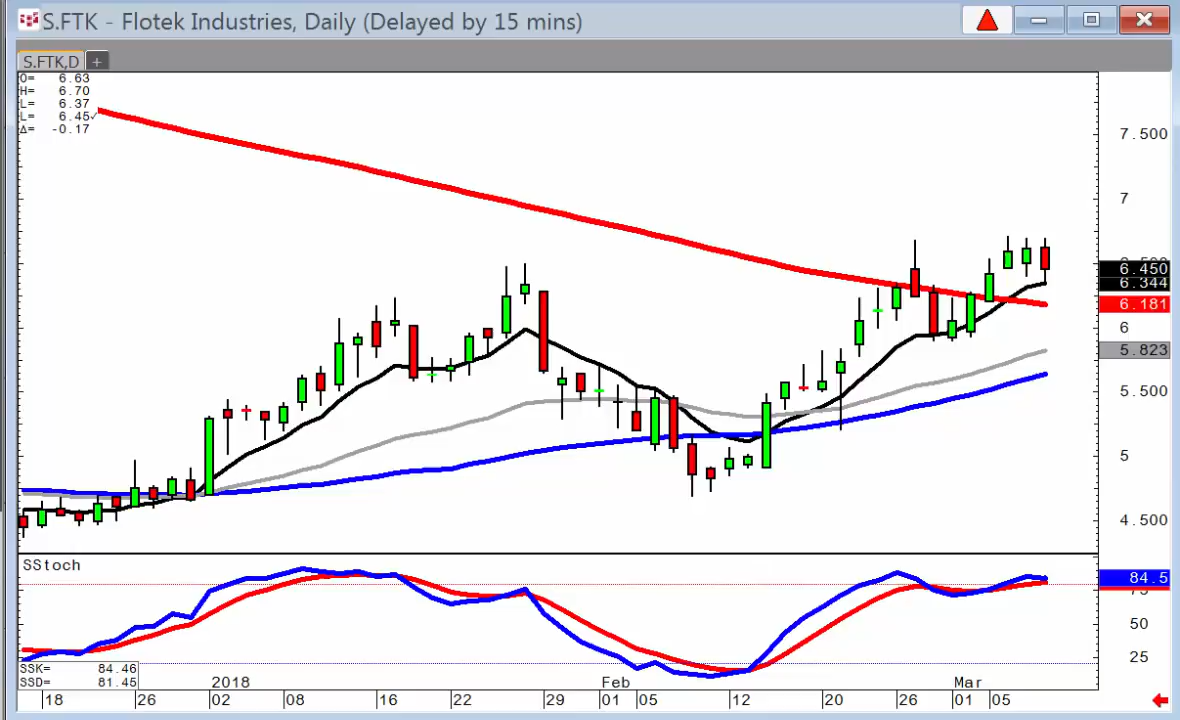 S.FTK - Flotek Industries, Daily (Delayed by 15 mins)
S.FTK,D +
O= 6.63
H= 6.70
L= 6.37
L= 6.45
Δ= -0.17
7.500
7
6.450
6.344
6.181
6
5.823
5.500
5
4.500
SStoch
84.5
50
25
SSK= 84.46
SSD= 81.45
2018 Feb Mar
18 26 02 08 16 22 29 01 05 12 20 26 01 05